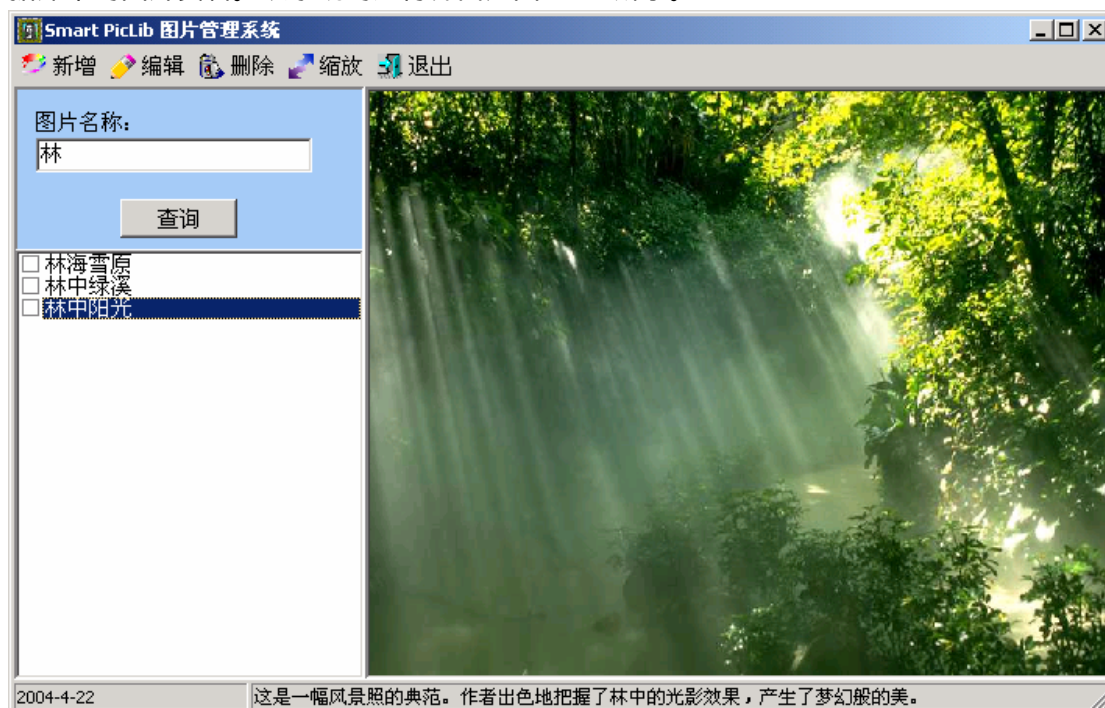 Smart PicLib 图片管理系统
新增 编辑 删除 缩放 退出
图片名称：
林
查询
林海雪原
林中绿溪
林中阳光
2004-4-22
这是一幅风景照的典范。作者出色地把握了林中的光影效果，产生了梦幻般的美。